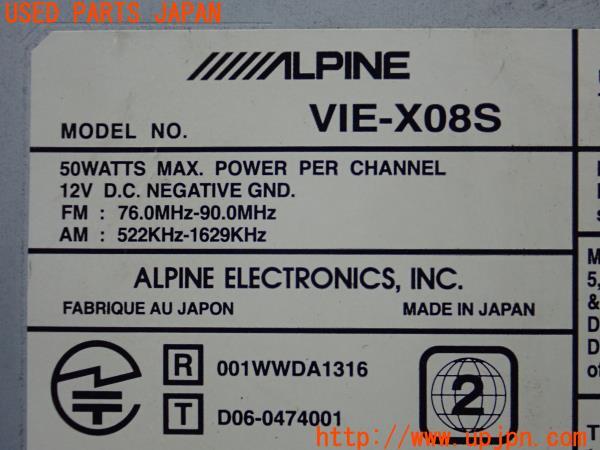 USED PARTS JAPAN
ALPINE
MODEL NO. VIE-X08S
50WATTS MAX. POWER PER CHANNEL
12V D.C. NEGATIVE GND.
FM : 76.0MHz-90.0MHz
AM : 522KHz-1629KHz
ALPINE ELECTRONICS, INC.
FABRIQUE AU JAPON MADE IN JAPAN
R 001WWDA1316
T D06-0474001
2
http://www.upjpn.com/